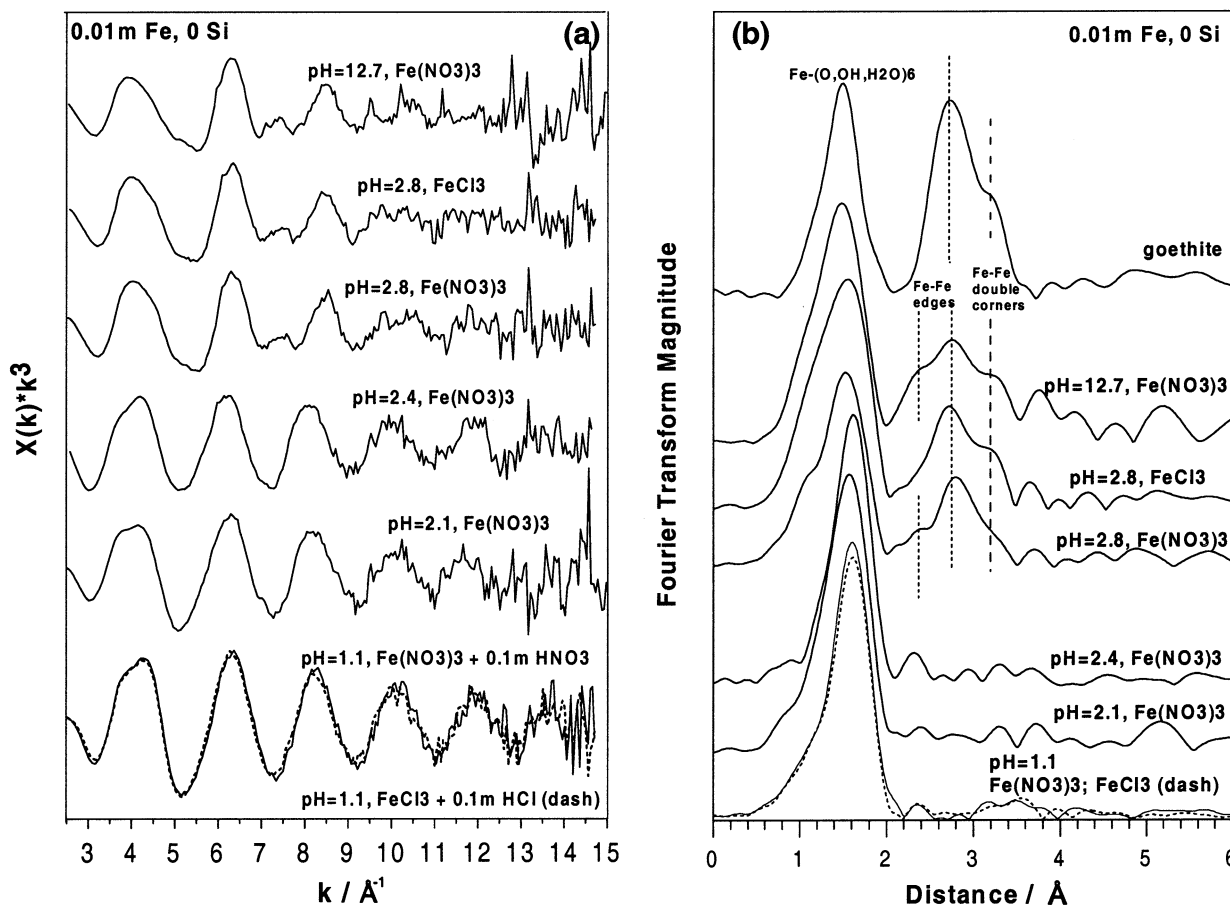 0.01m Fe, 0 Si
(a)
pH=12.7, Fe(NO3)3
pH=2.8, FeCl3
pH=2.8, Fe(NO3)3
pH=2.4, Fe(NO3)3
pH=2.1, Fe(NO3)3
pH=1.1, Fe(NO3)3 + 0.1m HNO3
pH=1.1, FeCl3 + 0.1m HCl (dash)
X(k)*k3
3 4 5 6 7 8 9 10 11 12 13 14 15
k / Å-1
(b)
0.01m Fe, 0 Si
Fe-(O,OH,H2O)6
goethite
Fe-Fe
edges
Fe-Fe
double
corners
pH=12.7, Fe(NO3)3
pH=2.8, FeCl3
pH=2.8, Fe(NO3)3
pH=2.4, Fe(NO3)3
pH=2.1, Fe(NO3)3
pH=1.1
Fe(NO3)3; FeCl3 (dash)
Fourier Transform Magnitude
0 1 2 3 4 5 6
Distance / Å